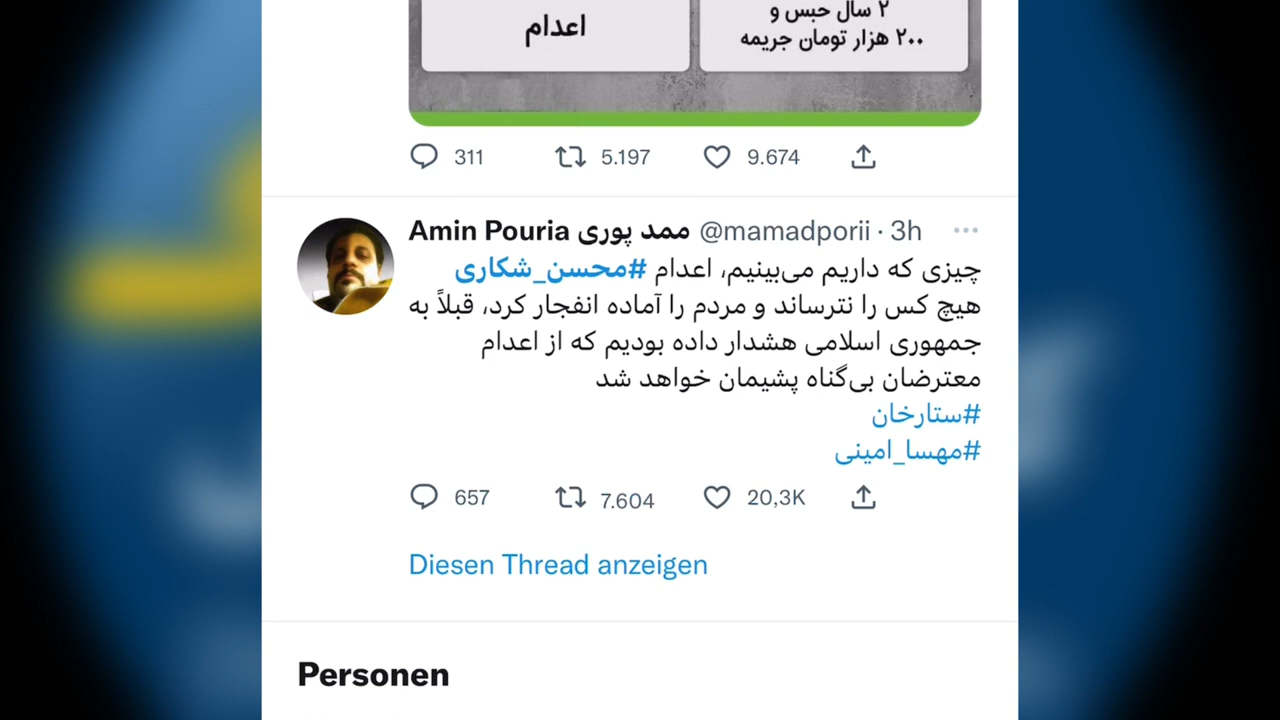 اعدام
۲ سال حبس و
۲۰۰ هزار تومان جریمه
311 5.197 9.674
Amin Pouria ممد پوری @mamadporii · 3h
چیزی که داریم می‌بینیم، اعدام #محسن_شکاری
هیچ کس را نترساند و مردم را آماده انفجار کرد، قبلاً به
جمهوری اسلامی هشدار داده بودیم که از اعدام
معترضان بی‌گناه پشیمان خواهد شد
#ستارخان
#مهسا_امینی
657 7.604 20,3K
Diesen Thread anzeigen
Personen